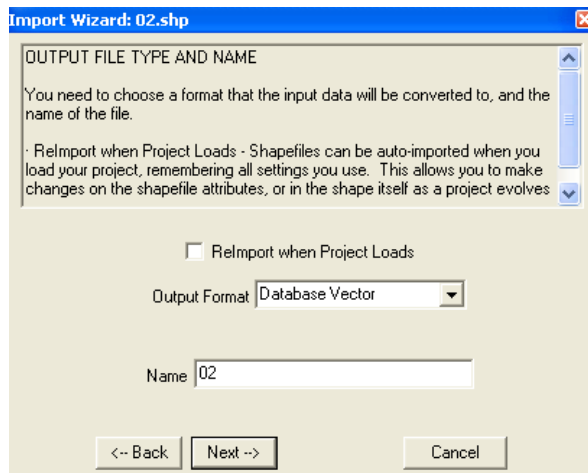 Import Wizard: 02.shp
OUTPUT FILE TYPE AND NAME
You need to choose a format that the input data will be converted to, and the
name of the file.
· ReImport when Project Loads - Shapefiles can be auto-imported when you
load your project, remembering all settings you use. This allows you to make
changes on the shapefile attributes, or in the shape itself as a project evolves
ReImport when Project Loads
Output Format Database Vector
Name 02
<-- Back Next --> Cancel